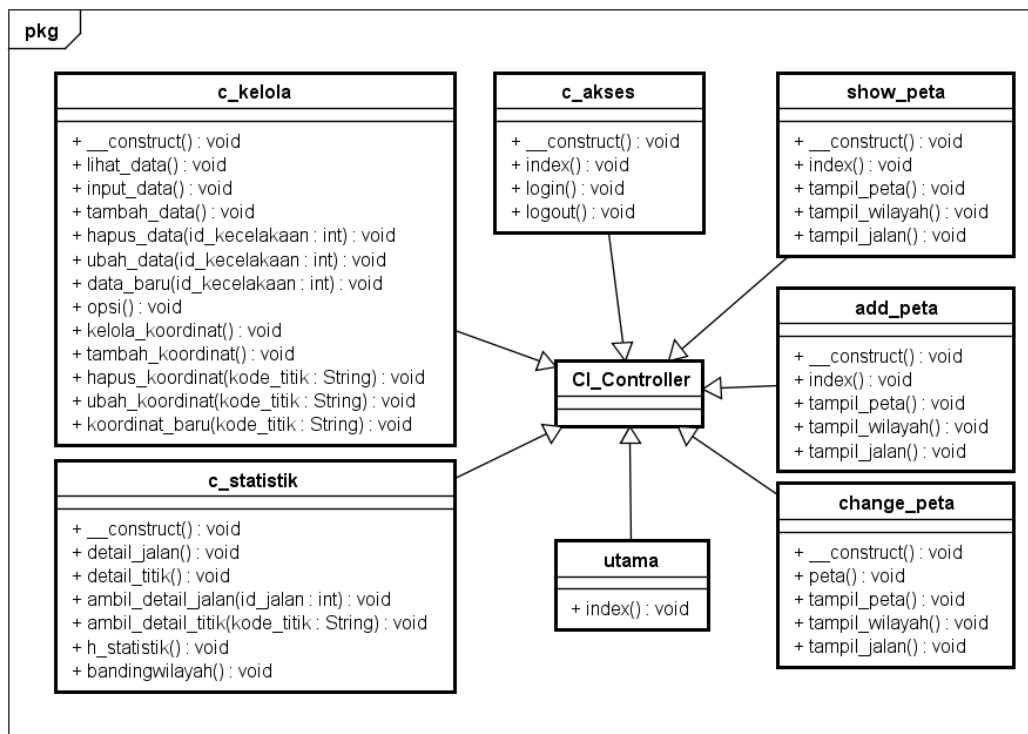 pkg
c_kelola
+ __construct() : void
+ lihat_data() : void
+ input_data() : void
+ tambah_data() : void
+ hapus_data(id_kecelakaan : int) : void
+ ubah_data(id_kecelakaan : int) : void
+ data_baru(id_kecelakaan : int) : void
+ opsi() : void
+ kelola_koordinat() : void
+ tambah_koordinat() : void
+ hapus_koordinat(kode_titik : String) : void
+ ubah_koordinat(kode_titik : String) : void
+ koordinat_baru(kode_titik : String) : void
c_akses
+ __construct() : void
+ index() : void
+ login() : void
+ logout() : void
show_peta
+ __construct() : void
+ index() : void
+ tampil_peta() : void
+ tampil_wilayah() : void
+ tampil_jalan() : void
CI_Controller
add_peta
+ __construct() : void
+ index() : void
+ tampil_peta() : void
+ tampil_wilayah() : void
+ tampil_jalan() : void
c_statistik
+ __construct() : void
+ detail_jalan() : void
+ detail_titik() : void
+ ambil_detail_jalan(id_jalan : int) : void
+ ambil_detail_titik(kode_titik : String) : void
+ h_statistik() : void
+ bandingwilayah() : void
utama
+ index() : void
change_peta
+ __construct() : void
+ peta() : void
+ tampil_peta() : void
+ tampil_wilayah() : void
+ tampil_jalan() : void